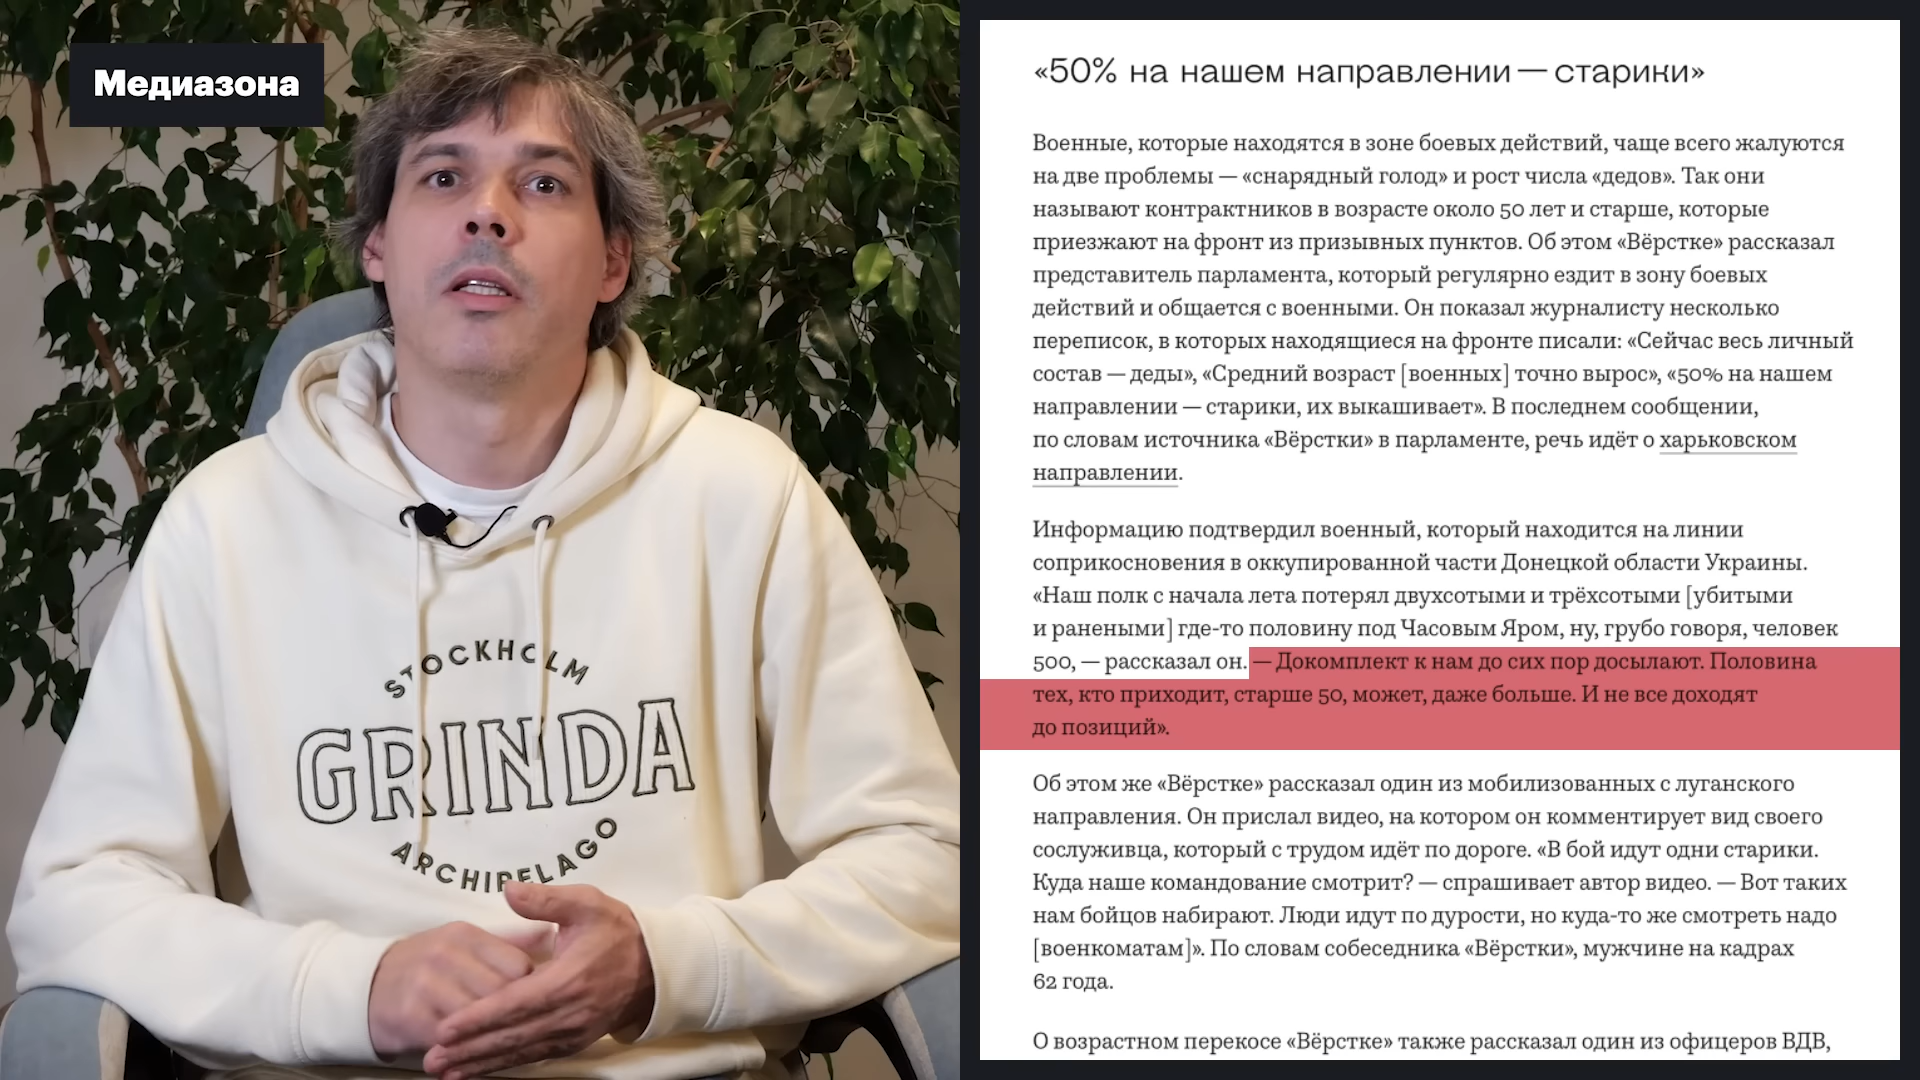 Медиазона
STOCKHOLM
GRINDA
ARCHIPELAGO
«50% на нашем направлении — старики»
Военные, которые находятся в зоне боевых действий, чаще всего жалуются
на две проблемы — «снарядный голод» и рост числа «дедов». Так они
называют контрактников в возрасте около 50 лет и старше, которые
приезжают на фронт из призывных пунктов. Об этом «Вёрстке» рассказал
представитель парламента, который регулярно ездит в зону боевых
действий и общается с военными. Он показал журналисту несколько
переписок, в которых находящиеся на фронте писали: «Сейчас весь личный
состав — деды», «Средний возраст [военных] точно вырос», «50% на нашем
направлении — старики, их выкашивает». В последнем сообщении,
по словам источника «Вёрстки» в парламенте, речь идёт о харьковском
направлении.
Информацию подтвердил военный, который находится на линии
соприкосновения в оккупированной части Донецкой области Украины.
«Наш полк с начала лета потерял двухсотыми и трёхсотыми [убитыми
и ранеными] где-то половину под Часовым Яром, ну, грубо говоря, человек
500, — рассказал он. — Докомплект к нам до сих пор досылают. Половина
тех, кто приходит, старше 50, может, даже больше. И не все доходят
до позиций».
Об этом же «Вёрстке» рассказал один из мобилизованных с луганского
направления. Он прислал видео, на котором он комментирует вид своего
сослуживца, который с трудом идёт по дороге. «В бой идут одни старики.
Куда наше командование смотрит? — спрашивает автор видео. — Вот таких
нам бойцов набирают. Люди идут по дурости, но куда-то же смотреть надо
[военкоматам]». По словам собеседника «Вёрстки», мужчине на кадрах
62 года.
О возрастном перекосе «Вёрстке» также рассказал один из офицеров ВДВ,